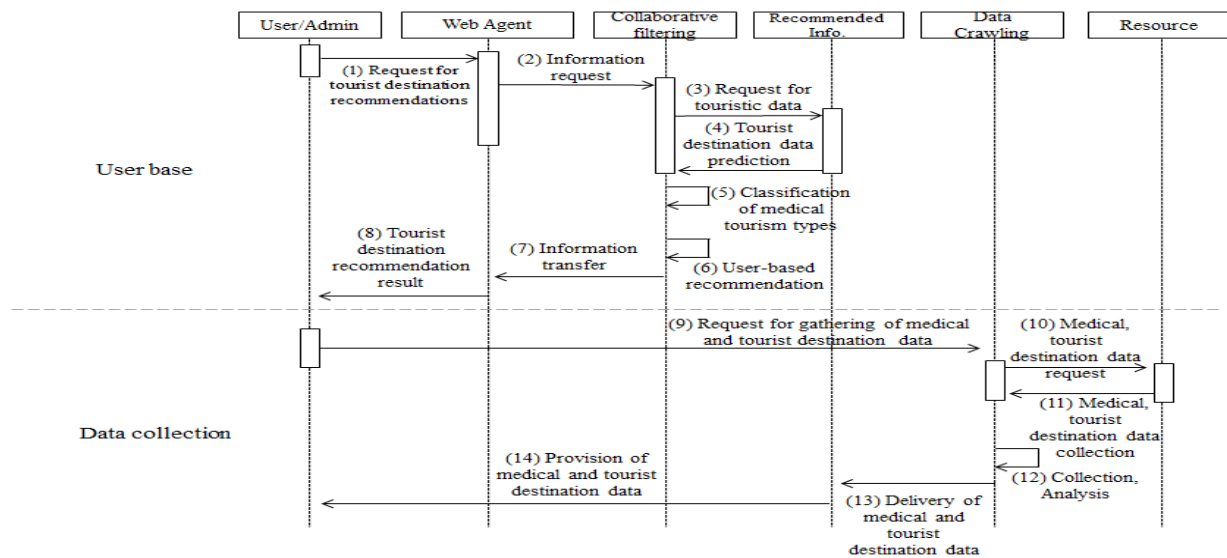 User/Admin
Web Agent
Collaborative
filtering
Recommended
Info.
Data
Crawling
Resource
(1) Request for
tourist destination
recommendations
(2) Information
request
(3) Request for
touristic data
(4) Tourist
destination data
prediction
User base
(5) Classification
of medical
tourism types
(8) Tourist
destination
recommendation
result
(7) Information
transfer
(6) User-based
recommendation
(9) Request for gathering of medical
and tourist destination data
(10) Medical,
tourist
destination data
request
(11) Medical,
tourist
destination data
collection
Data collection
(14) Provision of
medical and tourist
destination data
(12) Collection,
Analysis
(13) Delivery of
medical and
tourist
destination data